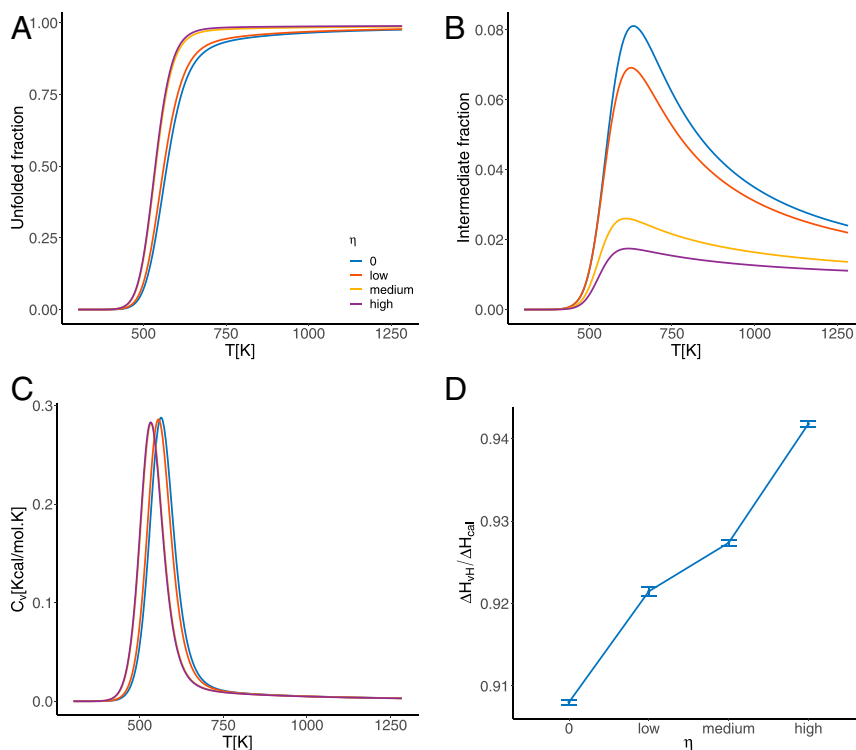 A
Unfolded fraction
1.00
0.75
0.50
0.25
0.00
500
750
1000
1250
T[K]
η
0
low
medium
high
B
Intermediate fraction
0.08
0.06
0.04
0.02
0.00
500
750
1000
1250
T[K]
C
Cv[Kcal/mol.K]
0.3
0.2
0.1
0.0
500
750
1000
1250
T[K]
D
ΔHvH/ΔHcal
0.94
0.93
0.92
0.91
0
low
medium
high
η